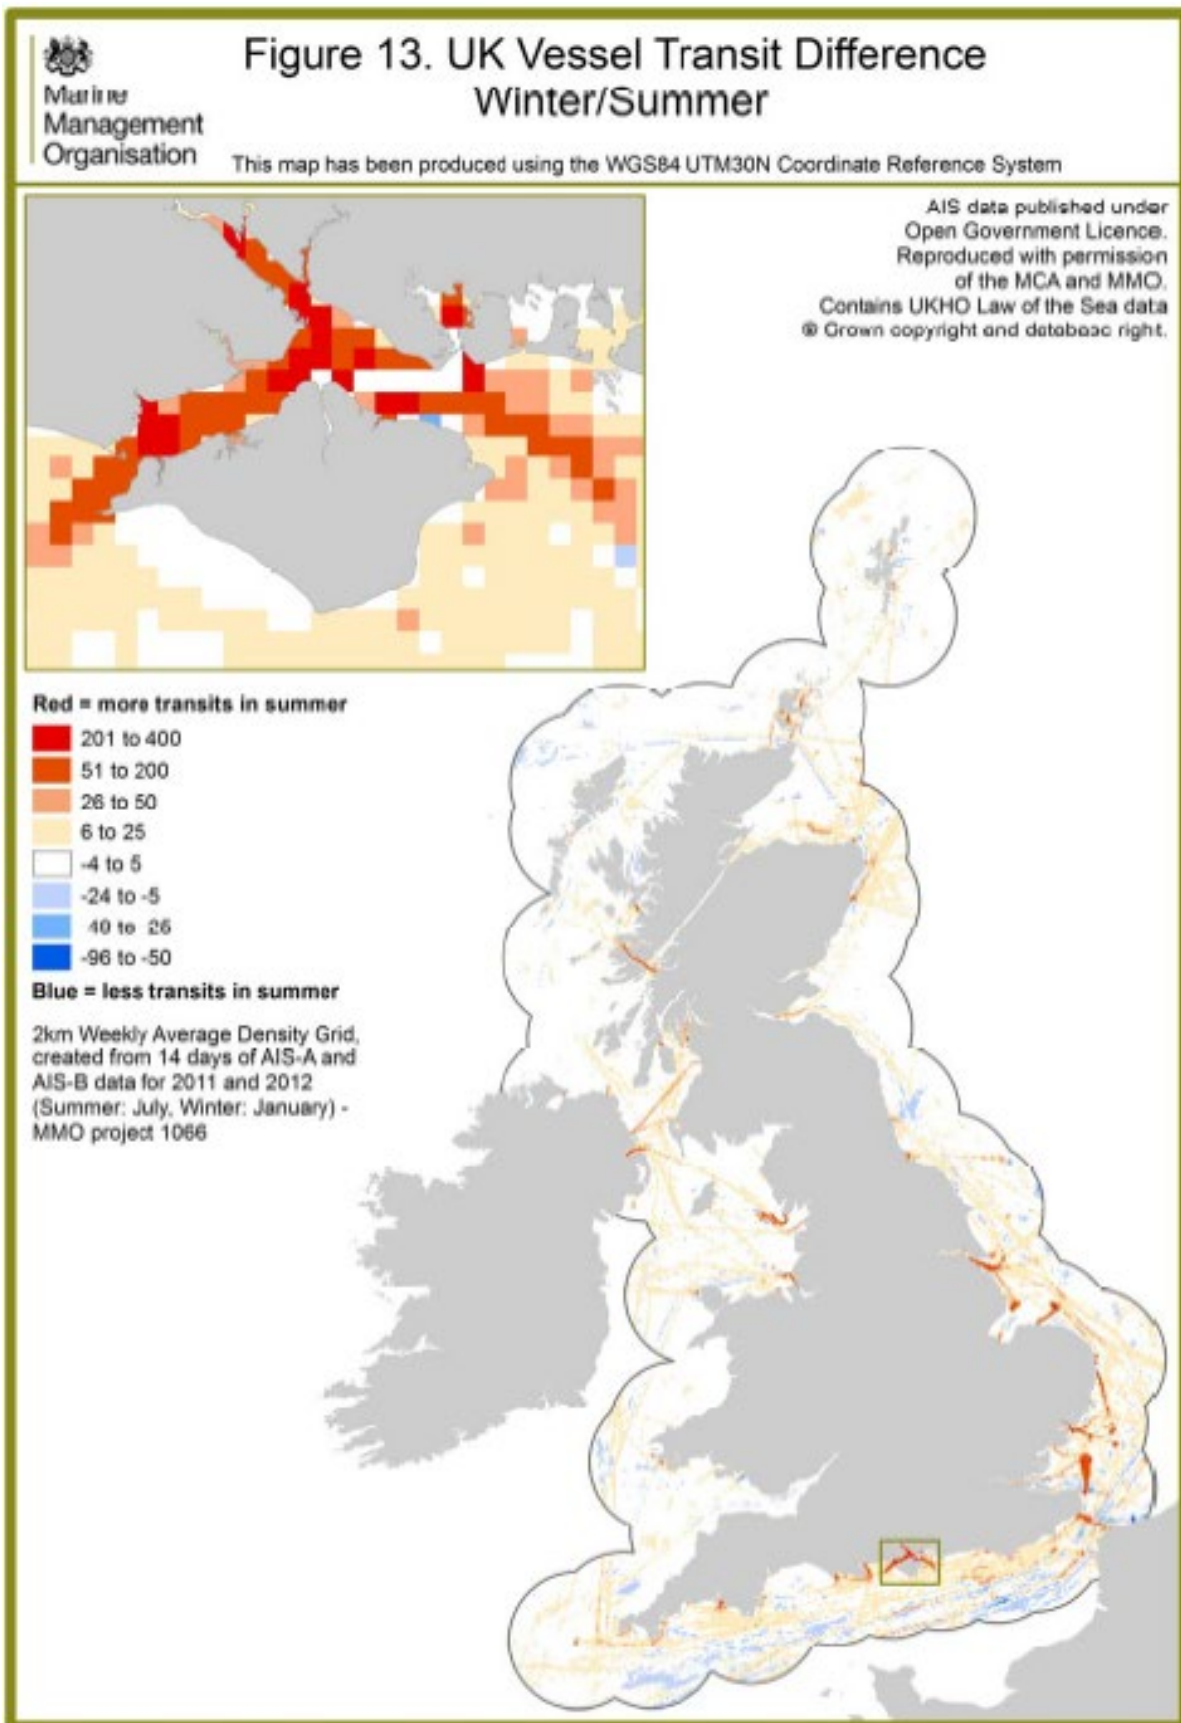 Marine
Management
Organisation
Figure 13. UK Vessel Transit Difference
Winter/Summer
This map has been produced using the WGS84 UTM30N Coordinate Reference System
AIS data published under
Open Government Licence.
Reproduced with permission
of the MCA and MMO.
Contains UKHO Law of the Sea data
© Crown copyright and database right.
Red = more transits in summer
201 to 400
51 to 200
26 to 50
6 to 25
-4 to 5
-24 to -5
-96 to -50
Blue = less transits in summer
2km Weekly Average Density Grid,
created from 14 days of AIS-A and
AIS-B data for 2011 and 2012
(Summer: July, Winter: January) -
MMO project 1066